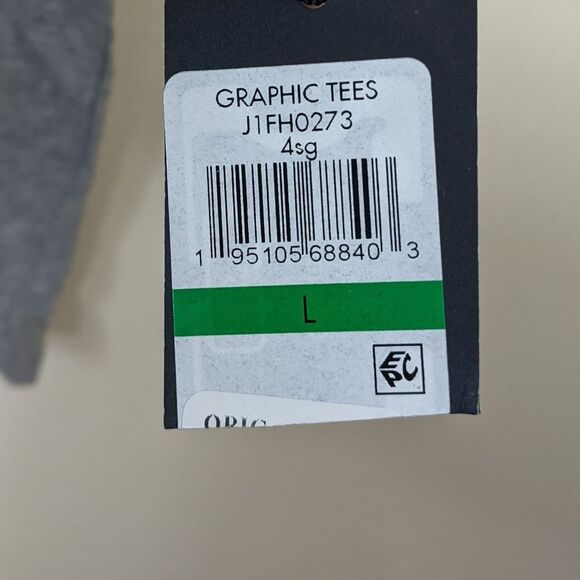 GRAPHIC TEES
J1FH0273
4sg
1 95105 68840 3
L
EPC